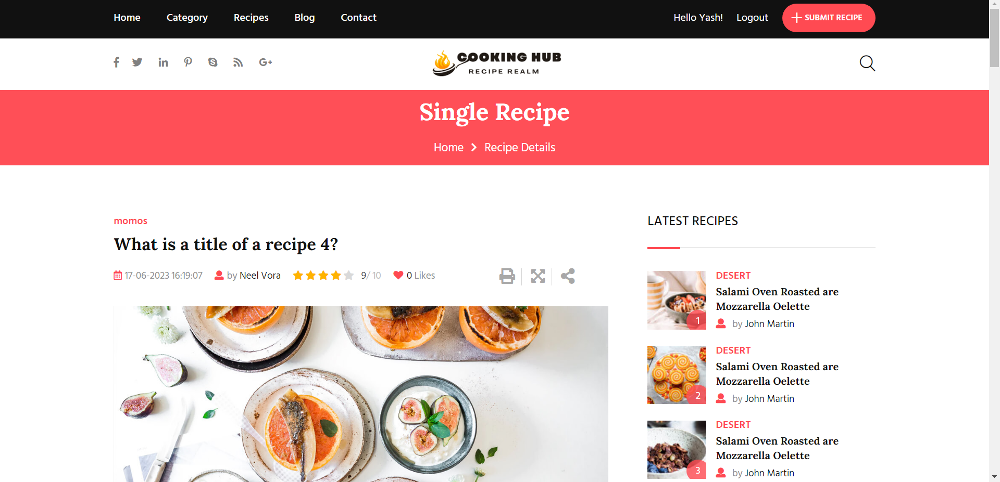 Home Category Recipes Blog Contact Hello Yash! Logout SUBMIT RECIPE
COOKING HUB
RECIPE REALM
Single Recipe
Home Recipe Details
momos
What is a title of a recipe 4?
17-06-2023 16:19:07 by Neel Vora 9/ 10 0 Likes
LATEST RECIPES
DESERT
Salami Oven Roasted are
Mozzarella Oelette
1
by John Martin
DESERT
Salami Oven Roasted are
Mozzarella Oelette
2
by John Martin
DESERT
Salami Oven Roasted are
Mozzarella Oelette
3
by John Martin